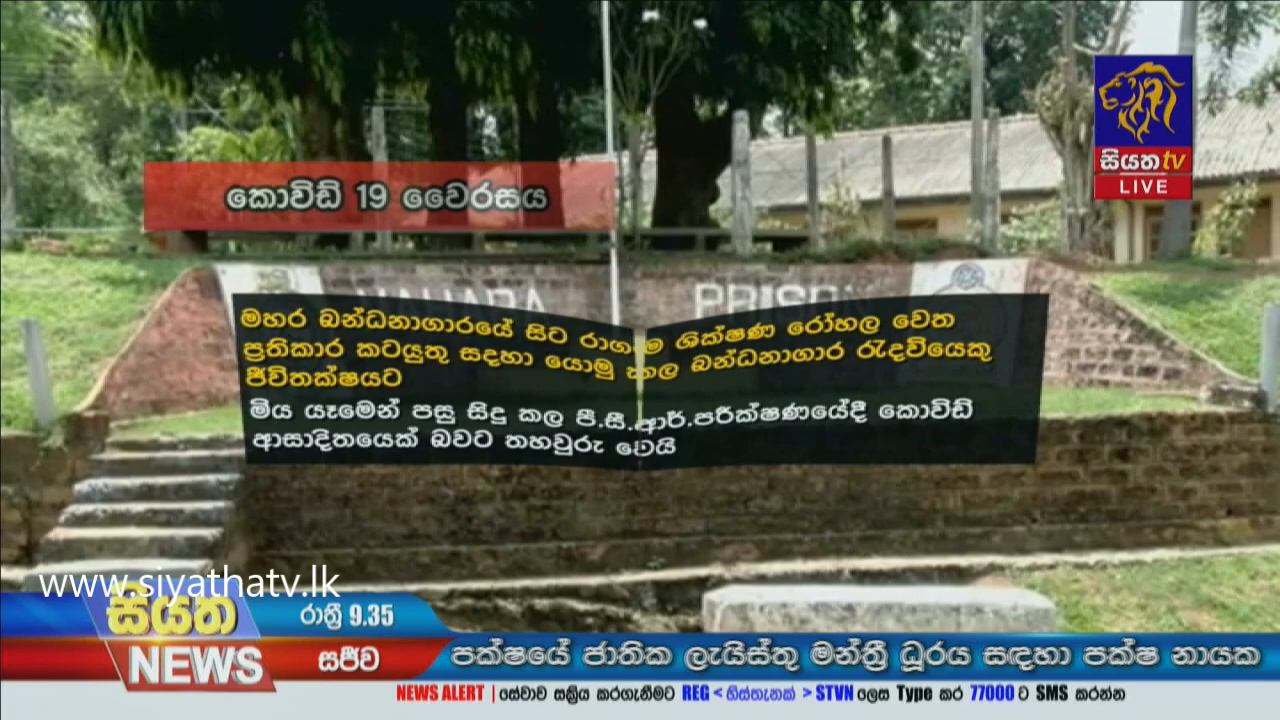 සියත tv
LIVE
කොවිඩ් 19 වෛරසය
PRISON
මහර බන්ධනාගාරයේ සිට රාගම ශික්ෂණ රෝහල වෙත
ප්‍රතිකාර කටයුතු සදහා යොමු කල බන්ධනාගාර රැදවියෙකු
ජීවිතක්ෂයට
මිය යෑමෙන් පසු සිදු කල පී.සී.ආර්.පරීක්ෂණයේදී කොවිඩ්
ආසාදිතයෙක් බවට තහවුරු වෙයි
www.siyathatv.lk
සියත රාත්‍රී 9.35
NEWS සජීව
පක්ෂයේ ජාතික ලැයිස්තු මන්ත්‍රී ධූරය සඳහා පක්ෂ නායක
NEWS ALERT | සේවාව සක්‍රිය කරගැනීමට REG < හිස්තැනක් > STVN ලෙස Type කර 77000 ට SMS කරන්න